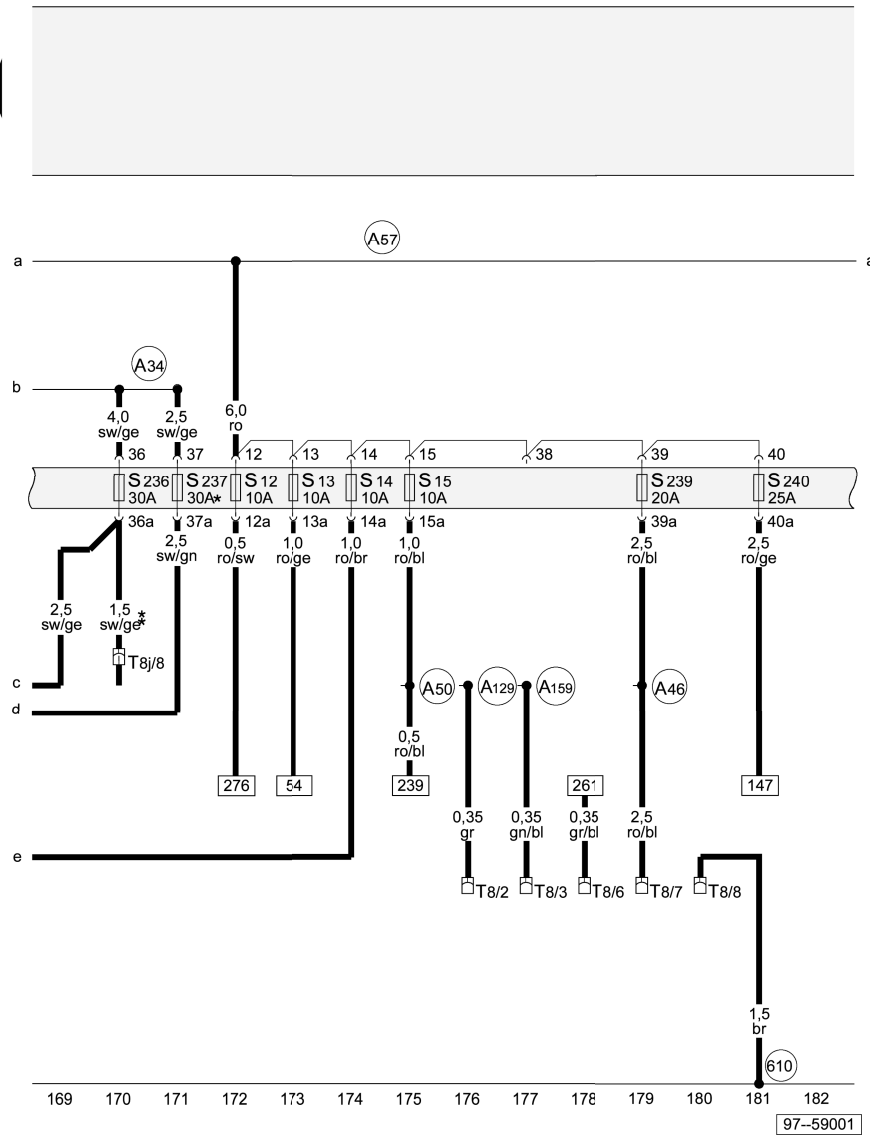 A57
a a
A34
b
4,0 2,5 6,0
sw/ge sw/ge ro
36 37 12 13 14 15 38 39 40
S 236 S 237 S 12 S 13 S 14 S 15 S 239 S 240
30A 30A* 10A 10A 10A 10A 20A 25A
36a 37a 12a 13a 14a 15a 39a 40a
2,5 0,5 1,0 1,0 1,0 2,5 2,5
sw/gn ro/sw ro/ge ro/br ro/bl ro/bl ro/ge
2,5 1,5
sw/ge sw/ge**
T8j/8
c A50 A129 A159 A46
d
0,5
ro/bl
276 54 239 261 147
0,35 0,35 0,35 2,5
gr gn/bl gr/bl ro/bl
e
T8/2 T8/3 T8/6 T8/7 T8/8
1,5
br
610
169 170 171 172 173 174 175 176 177 178 179 180 181 182
97--59001